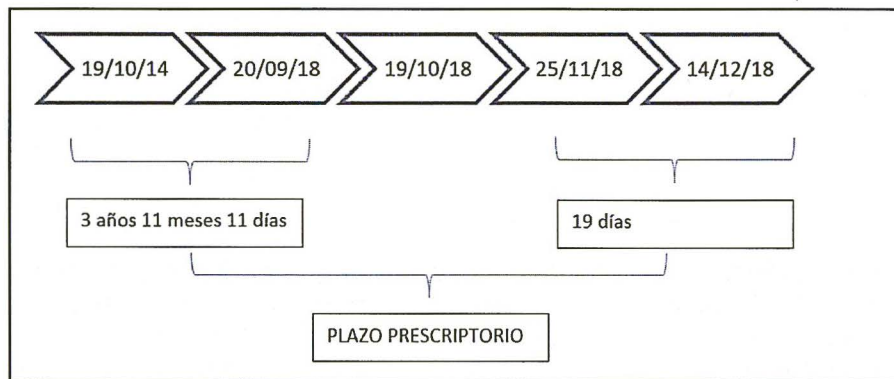 19/10/14
20/09/18
19/10/18
25/11/18
14/12/18
3 años 11 meses 11 días
19 días
PLAZO PRESCRIPTORIO